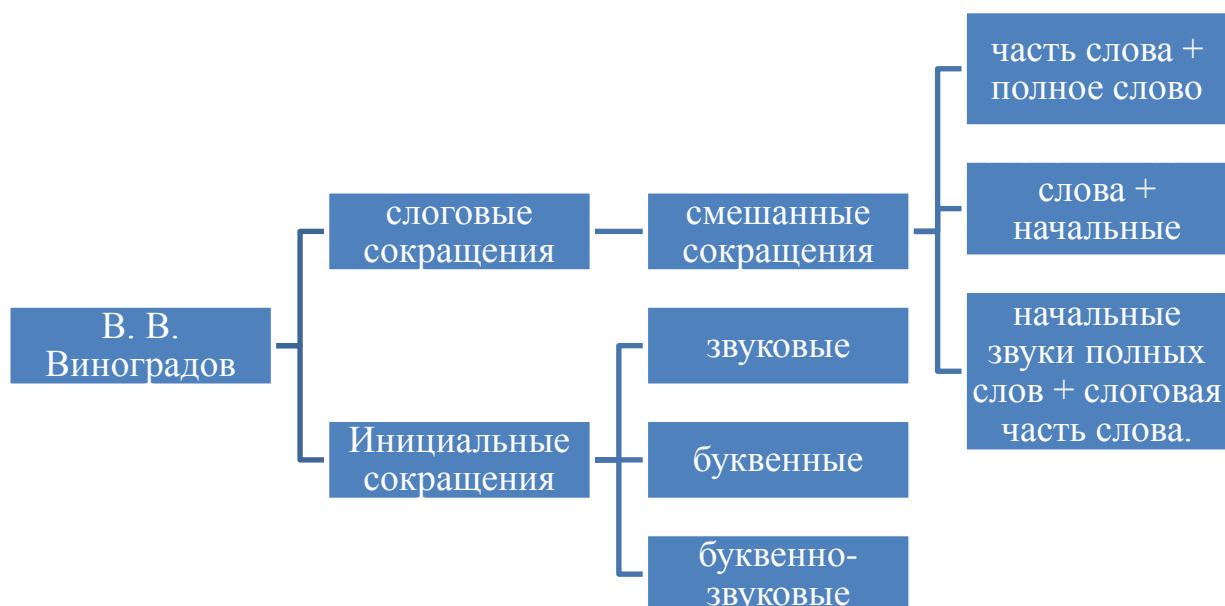 В. В.
Виноградов
слоговые
сокращения
смешанные
сокращения
часть слова +
полное слово
слова +
начальные
начальные
звуки полных
слов + слоговая
часть слова.
Инициальные
сокращения
звуковые
буквенные
буквенно-
звуковые